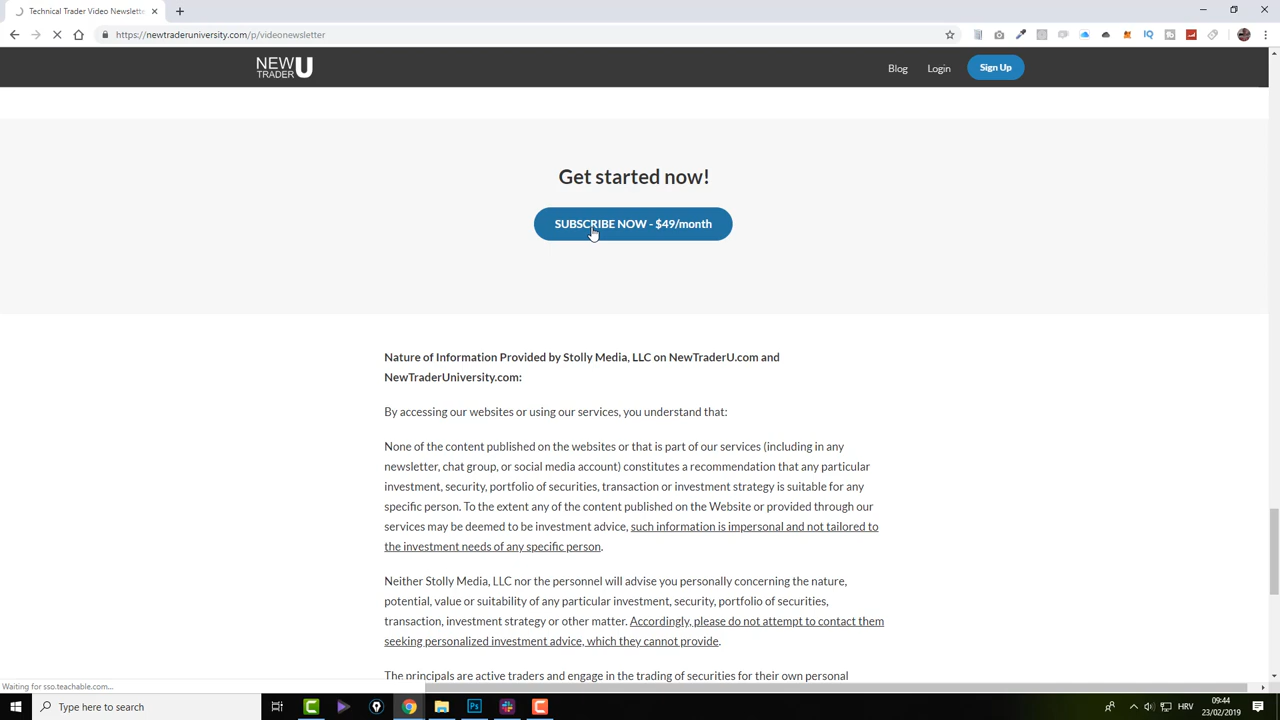 Technical Trader Video Newslette
https://newtraderuniversity.com/p/videonewsletter
IQ
NEW TRADER U
Blog
Login
Sign Up
Get started now!
SUBSCRIBE NOW - $49/month
Nature of Information Provided by Stolly Media, LLC on NewTraderU.com and
NewTraderUniversity.com:
By accessing our websites or using our services, you understand that:
None of the content published on the websites or that is part of our services (including in any
newsletter, chat group, or social media account) constitutes a recommendation that any particular
investment, security, portfolio of securities, transaction or investment strategy is suitable for any
specific person. To the extent any of the content published on the Website or provided through our
services may be deemed to be investment advice, such information is impersonal and not tailored to
the investment needs of any specific person.
Neither Stolly Media, LLC nor the personnel will advise you personally concerning the nature,
potential, value or suitability of any particular investment, security, portfolio of securities,
transaction, investment strategy or other matter. Accordingly, please do not attempt to contact them
seeking personalized investment advice, which they cannot provide.
The principals are active traders and engage in the trading of securities for their own personal
Waiting for sso.teachable.com...
Type here to search
Ps
HRV
09:44
23/02/2019